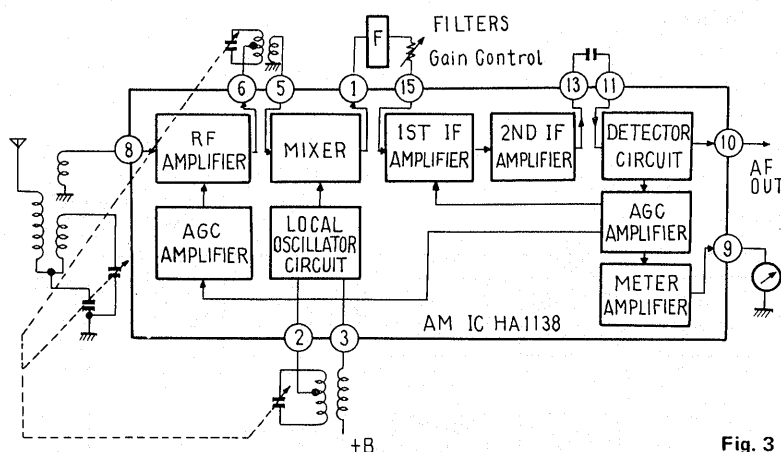 FILTERS
F
Gain Control
6
5
1
15
13
11
8
RF
AMPLIFIER
MIXER
1ST IF
AMPLIFIER
2ND IF
AMPLIFIER
DETECTOR
CIRCUIT
10
AF
OUT
AGC
AMPLIFIER
LOCAL
OSCILLATOR
CIRCUIT
AGC
AMPLIFIER
9
METER
AMPLIFIER
2
3
AM IC HA1138
+B
Fig. 3